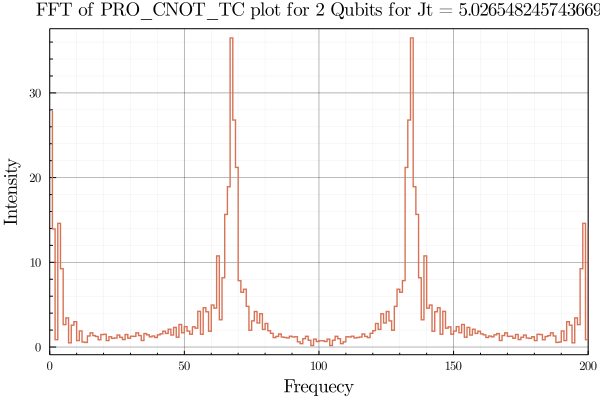 FFT of PRO_CNOT_TC plot for 2 Qubits for Jt = 5.026548245743669
Intensity
30
20
10
0
0 50 100 150 200
Frequecy